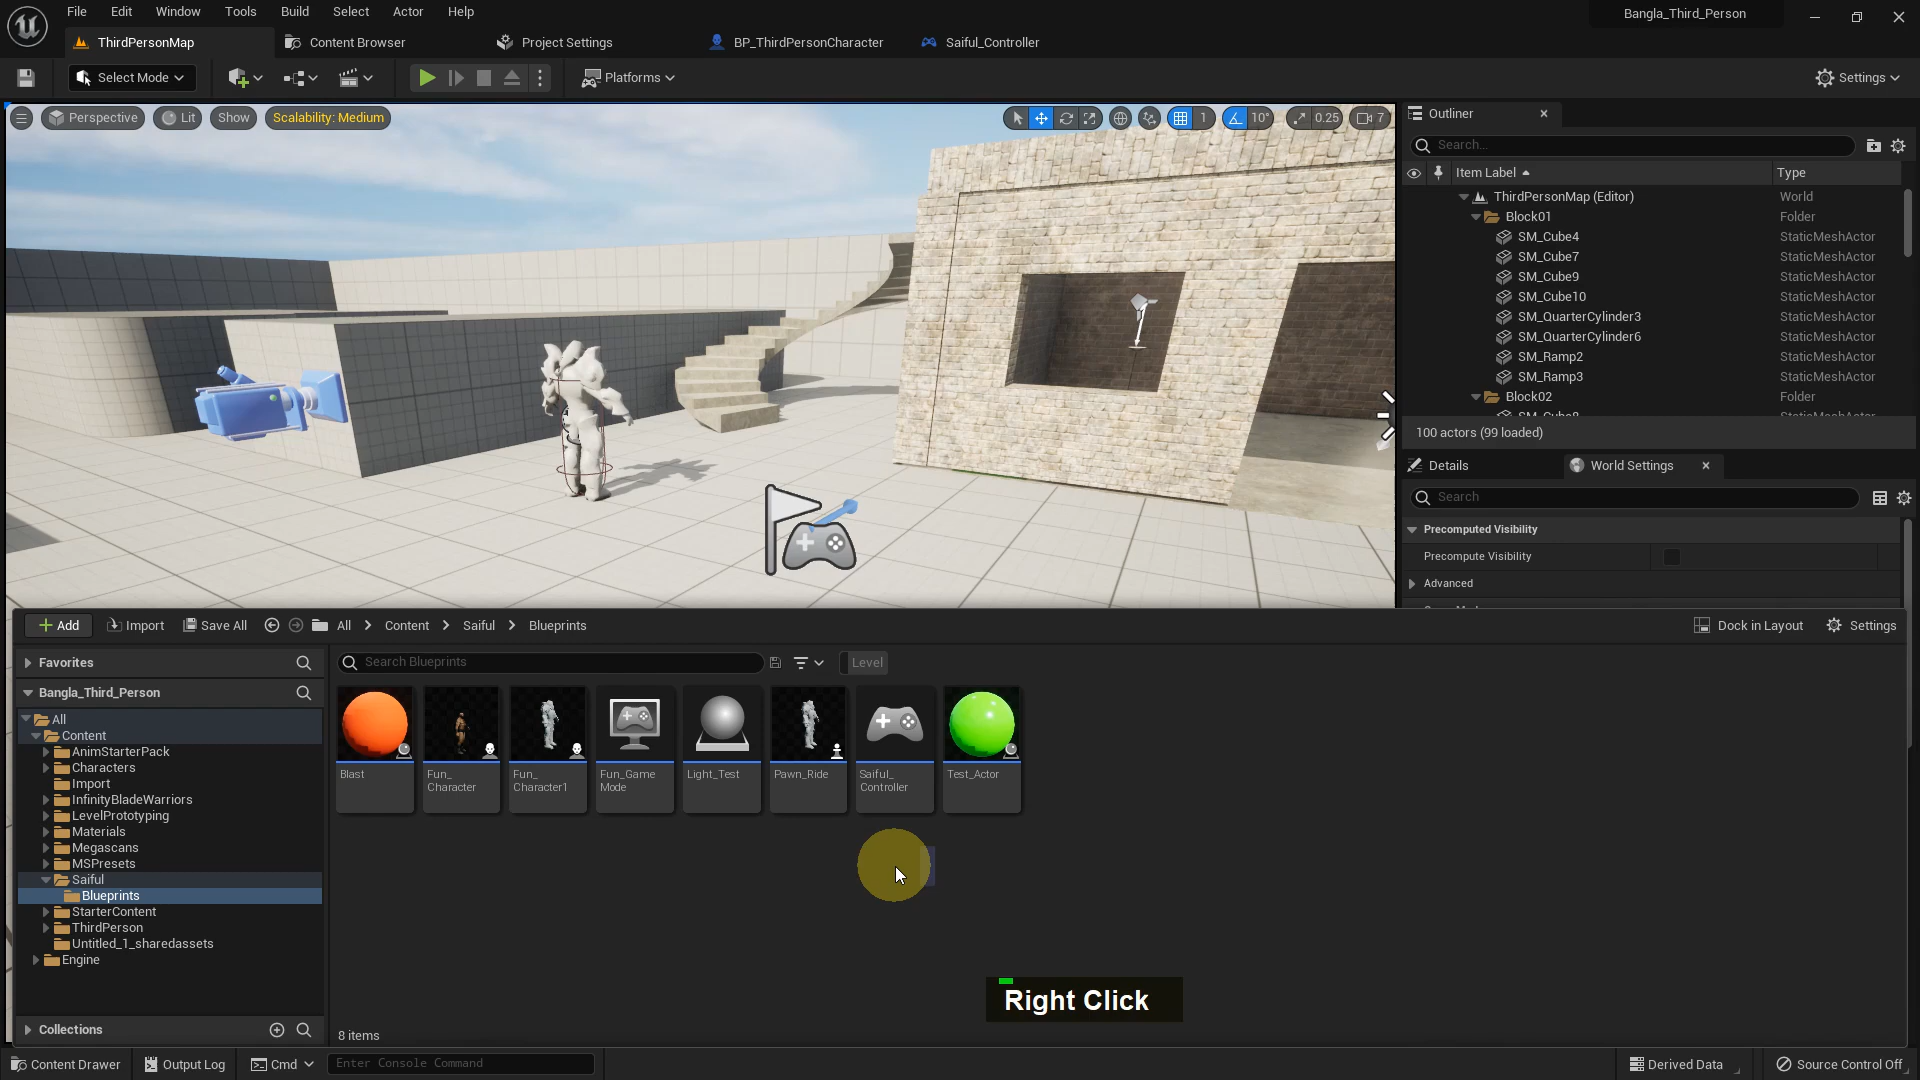 File Edit Window Tools Build Select Actor Help
Bangla_Third_Person
ThirdPersonMap Content Browser Project Settings BP_ThirdPersonCharacter Saiful_Controller
Select Mode Platforms Settings
Perspective Lit Show Scalability: Medium 1 10° 0.25 7
Outliner
Search...
Item Label Type
ThirdPersonMap (Editor) World
Block01 Folder
SM_Cube4 StaticMeshActor
SM_Cube7 StaticMeshActor
SM_Cube9 StaticMeshActor
SM_Cube10 StaticMeshActor
SM_QuarterCylinder3 StaticMeshActor
SM_QuarterCylinder6 StaticMeshActor
SM_Ramp2 StaticMeshActor
SM_Ramp3 StaticMeshActor
Block02 Folder
100 actors (99 loaded)
Details World Settings
Search
Precomputed Visibility
Precompute Visibility
Advanced
Add Import Save All All Content Saiful Blueprints Dock in Layout Settings
Favorites
Bangla_Third_Person
All
Content
AnimStarterPack
Characters
Import
InfinityBladeWarriors
LevelPrototyping
Materials
Megascans
MSPresets
Saiful
Blueprints
StarterContent
ThirdPerson
Untitled_1_sharedassets
Engine
Collections
Search Blueprints Level
Blast
Fun_
Character
Fun_
Character1
Fun_Game
Mode
Light_Test
Pawn_Ride
Saiful_
Controller
Test_Actor
Right Click
8 items
Content Drawer Output Log Cmd Enter Console Command Derived Data Source Control Off